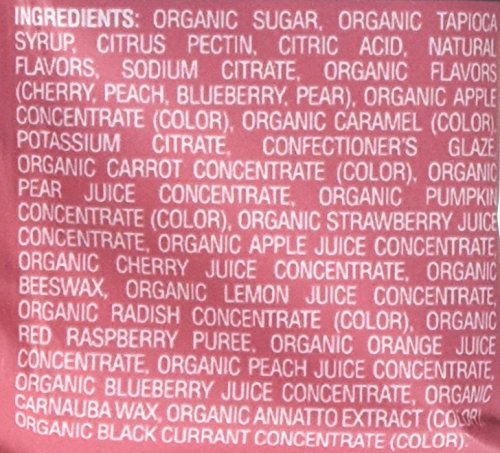 INGREDIENTS: ORGANIC SUGAR, ORGANIC TAPIOCA
SYRUP, CITRUS PECTIN, CITRIC ACID, NATURAL
FLAVORS, SODIUM CITRATE, ORGANIC FLAVORS
(CHERRY, PEACH, BLUEBERRY, PEAR), ORGANIC APPLE
CONCENTRATE (COLOR), ORGANIC CARAMEL (COLOR)
POTASSIUM CITRATE, CONFECTIONER'S GLAZE
ORGANIC CARROT CONCENTRATE (COLOR), ORGANIC
PEAR JUICE CONCENTRATE, ORGANIC PUMPKIN
CONCENTRATE (COLOR), ORGANIC STRAWBERRY JUICE
CONCENTRATE, ORGANIC APPLE JUICE CONCENTRATE
ORGANIC CHERRY JUICE CONCENTRATE, ORGANIC
BEESWAX, ORGANIC LEMON JUICE CONCENTRATE
ORGANIC RADISH CONCENTRATE (COLOR), ORGANIC
RED RASPBERRY PUREE, ORGANIC ORANGE JUICE
CONCENTRATE, ORGANIC PEACH JUICE CONCENTRATE,
ORGANIC BLUEBERRY JUICE CONCENTRATE, ORGANIC
CARNAUBA WAX, ORGANIC ANNATTO EXTRACT (COLOR)
ORGANIC BLACK CURRANT CONCENTRATE (COLOR).